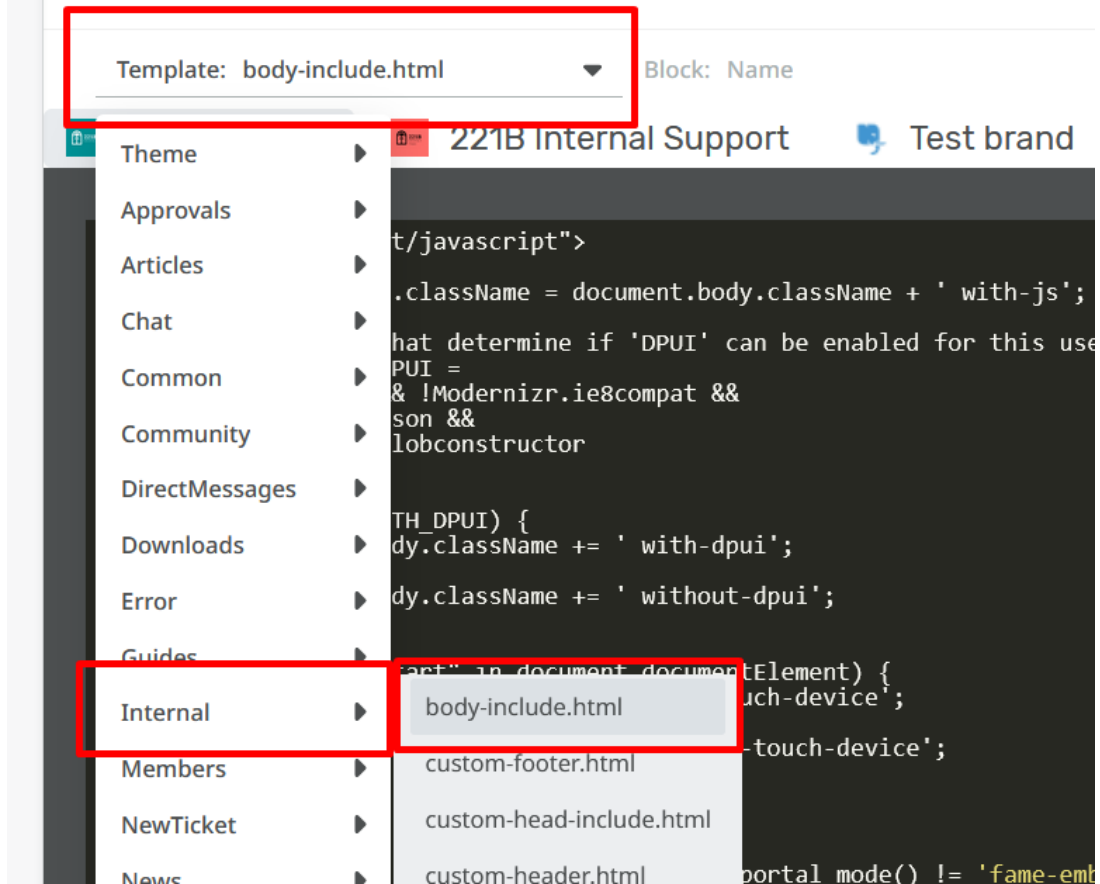 Template: body-include.html
Block: Name
221B Internal Support
Test brand
Theme
Approvals
Articles
Chat
Common
Community
DirectMessages
Downloads
Error
Guides
Internal
Members
NewTicket
News
body-include.html
custom-footer.html
custom-head-include.html
custom-header.html
t/javascript">
.className = document.body.className + ' with-js';
hat determine if 'DPUI' can be enabled for this use
PUI =
& !Modernizr.ie8compat &&
son &&
lobconstructor
TH_DPUI) {
dy.className += ' with-dpui';
dy.className += ' without-dpui';
tart" in document.documentElement) {
uch-device';
-touch-device';
portal_mode() != 'fame-emb